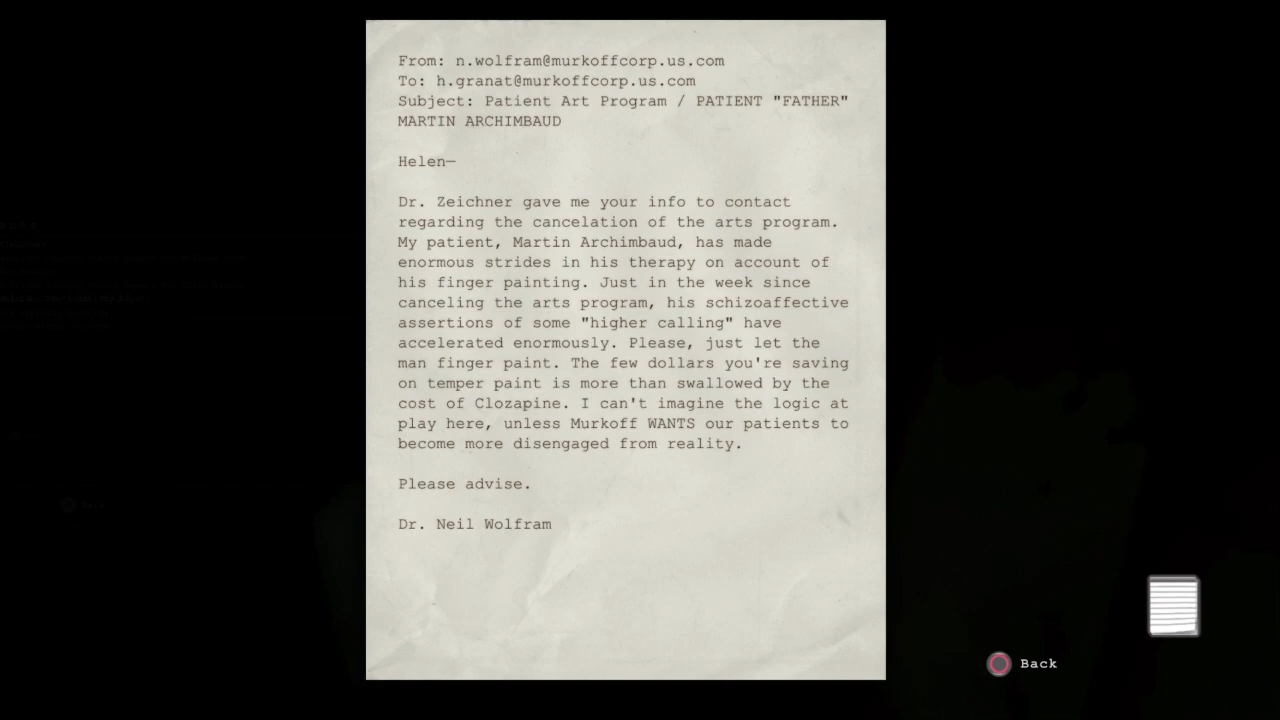 From: n.wolfram@murkoffcorp.us.com
To: h.granat@murkoffcorp.us.com
Subject: Patient Art Program / PATIENT "FATHER"
MARTIN ARCHIMBAUD
Helen—
Dr. Zeichner gave me your info to contact
regarding the cancelation of the arts program.
My patient, Martin Archimbaud, has made
enormous strides in his therapy on account of
his finger painting. Just in the week since
canceling the arts program, his schizoaffective
assertions of some "higher calling" have
accelerated enormously. Please, just let the
man finger paint. The few dollars you're saving
on temper paint is more than swallowed by the
cost of Clozapine. I can't imagine the logic at
play here, unless Murkoff WANTS our patients to
become more disengaged from reality.
Please advise.
Dr. Neil Wolfram
Back